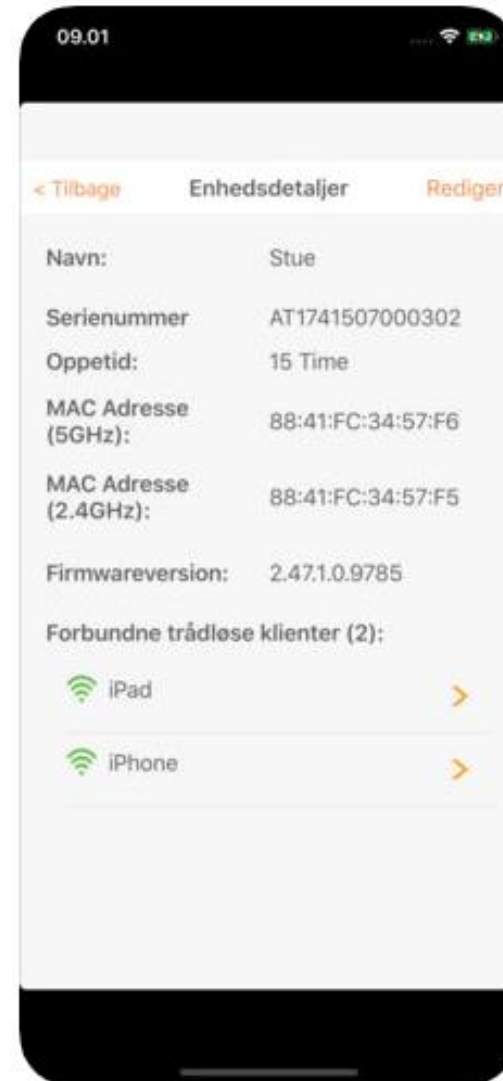 09.01
< Tilbage Enhedsdetaljer Rediger
Navn: Stue
Serienummer AT1741507000302
Oppetid: 15 Time
MAC Adresse
(5GHz): 88:41:FC:34:57:F6
MAC Adresse
(2.4GHz): 88:41:FC:34:57:F5
Firmwareversion: 2.47.1.0.9785
Forbundne trådløse klienter (2):
iPad >
iPhone >